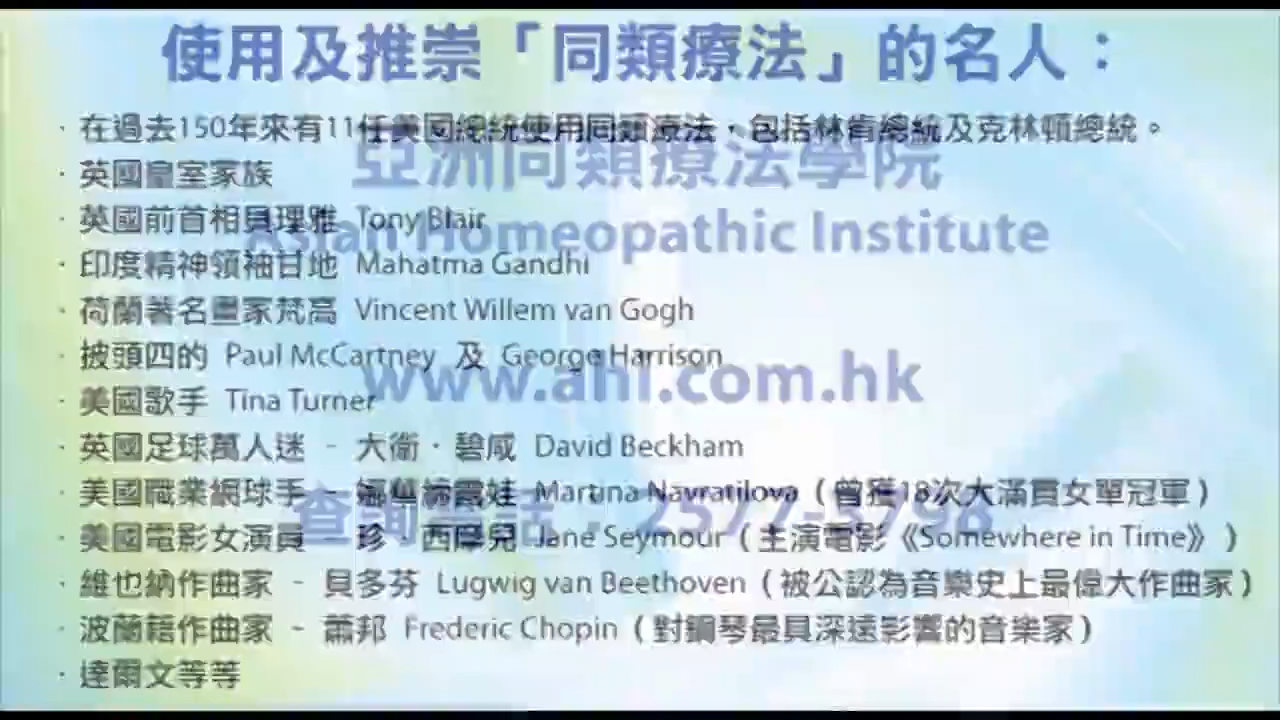 使用及推崇「同類療法」的名人：
· 在過去150年來有11任美國總統使用同類療法，包括林肯總統及克林頓總統。
亞洲同類療法學院
· 英國皇室家族
· 英國前首相貝理雅 Tony Blair
Asian Homeopathic Institute
· 印度精神領袖甘地 Mahatma Gandhi
· 荷蘭著名畫家梵高 Vincent Willem van Gogh
· 披頭四的 Paul McCartney 及 George Harrison
www.ahi.com.hk
· 美國歌手 Tina Turner
· 英國足球萬人迷 - 大衛·碧咸 David Beckham
· 美國職業網球手 - 娜華締露娃 Martina Navratilova（曾獲18次大滿貫女單冠軍）
查詢電話：2577-3798
· 美國電影女演員 - 珍·西摩兒 Jane Seymour（主演電影《Somewhere in Time》）
· 維也納作曲家 - 貝多芬 Lugwig van Beethoven（被公認為音樂史上最偉大作曲家）
· 波蘭籍作曲家 - 蕭邦 Frederic Chopin（對鋼琴最具深遠影響的音樂家）
· 達爾文等等